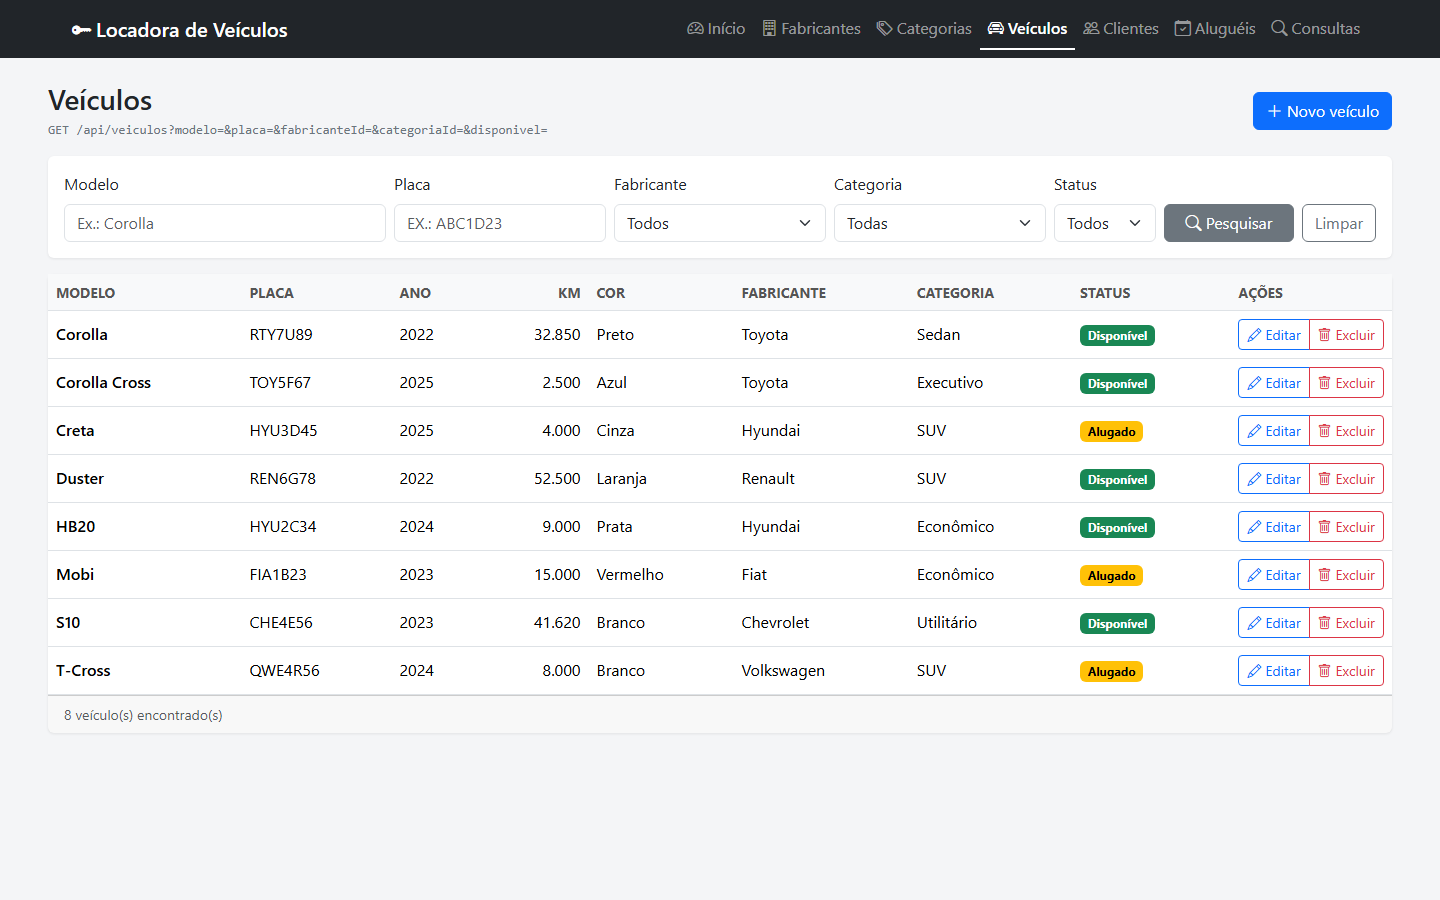 Locadora de Veículos
Início Fabricantes Categorias Veículos Clientes Aluguéis Consultas
Veículos
GET /api/veiculos?modelo=&placa=&fabricanteId=&categoriaId=&disponivel=
Novo veículo
Modelo Placa Fabricante Categoria Status
Ex.: Corolla EX.: ABC1D23 Todos Todas Todos Pesquisar Limpar
MODELO PLACA ANO KM COR FABRICANTE CATEGORIA STATUS AÇÕES
Corolla RTY7U89 2022 32.850 Preto Toyota Sedan Disponível Editar Excluir
Corolla Cross TOY5F67 2025 2.500 Azul Toyota Executivo Disponível Editar Excluir
Creta HYU3D45 2025 4.000 Cinza Hyundai SUV Alugado Editar Excluir
Duster REN6G78 2022 52.500 Laranja Renault SUV Disponível Editar Excluir
HB20 HYU2C34 2024 9.000 Prata Hyundai Econômico Disponível Editar Excluir
Mobi FIA1B23 2023 15.000 Vermelho Fiat Econômico Alugado Editar Excluir
S10 CHE4E56 2023 41.620 Branco Chevrolet Utilitário Disponível Editar Excluir
T-Cross QWE4R56 2024 8.000 Branco Volkswagen SUV Alugado Editar Excluir
8 veículo(s) encontrado(s)